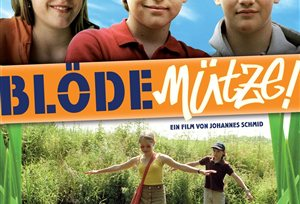 BLÖDE MÜTZE!
EIN FILM VON JOHANNES SCHMID